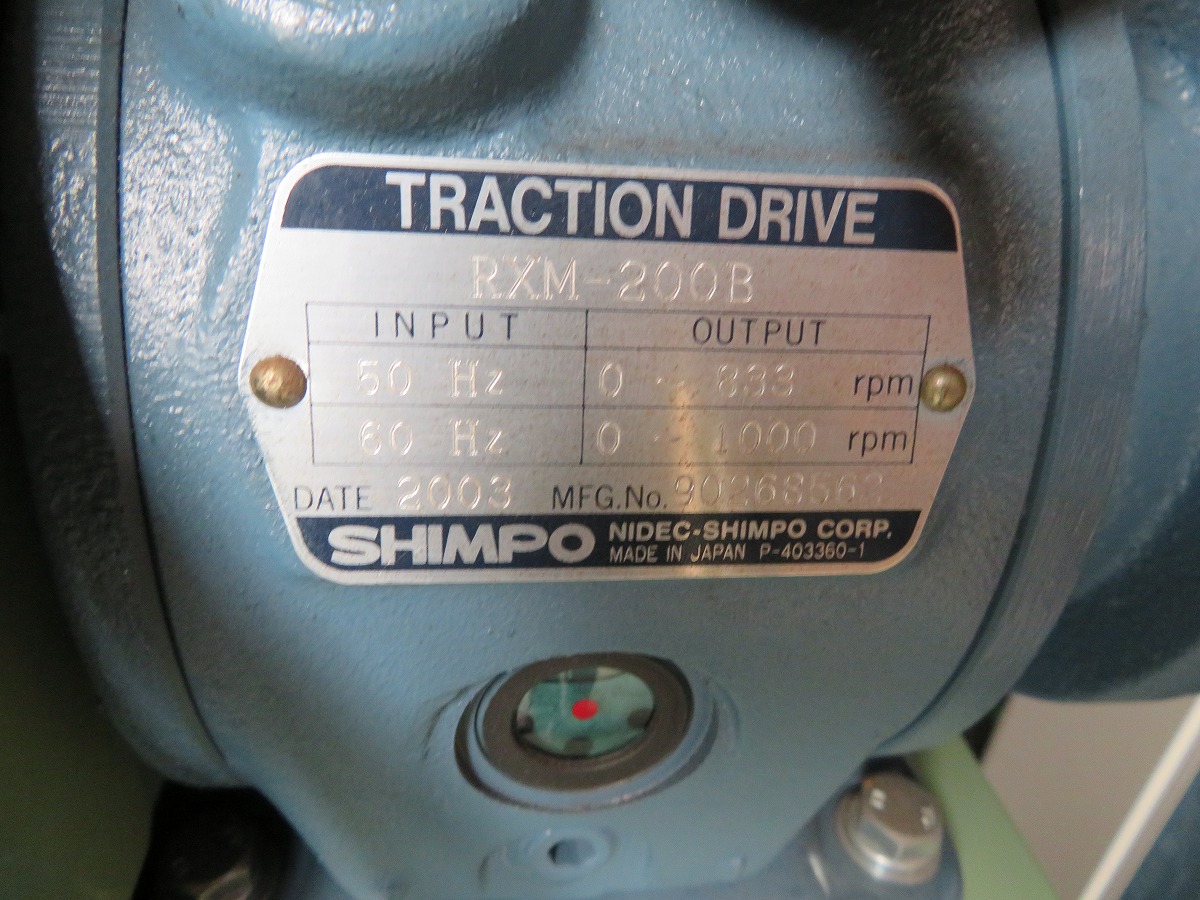 TRACTION DRIVE
RXM-200B
INPUT OUTPUT
50 Hz 0 - 833 rpm
60 Hz 0 - 1000 rpm
DATE 2003 MFG.No.
SHIMPO NIDEC-SHIMPO CORP.
MADE IN JAPAN P-403360-1